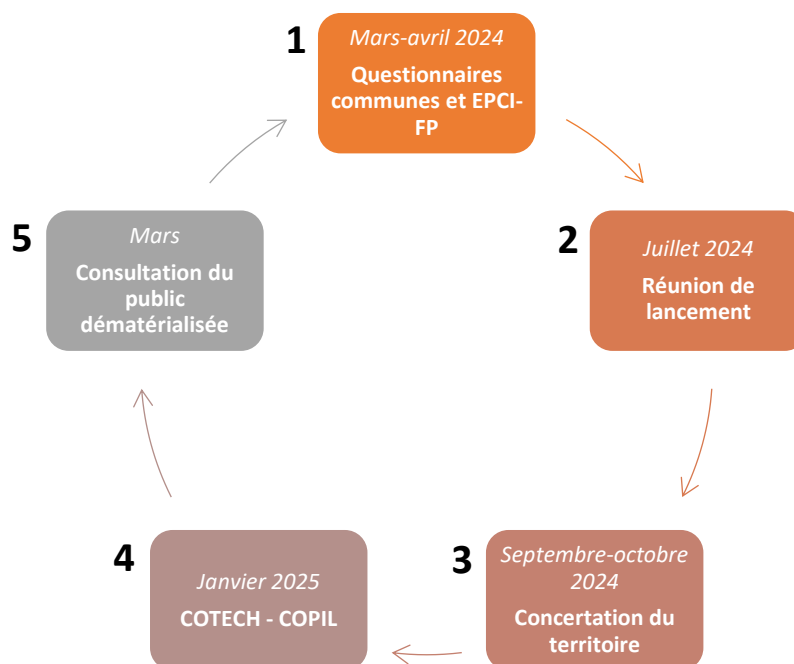 1
Mars-avril 2024
Questionnaires
communes et EPCI-
FP
2
Juillet 2024
Réunion de
lancement
3
Septembre-octobre
2024
Concertation du
territoire
4
Janvier 2025
COTECH - COPIL
5
Mars
Consultation du
public
dématérialisée